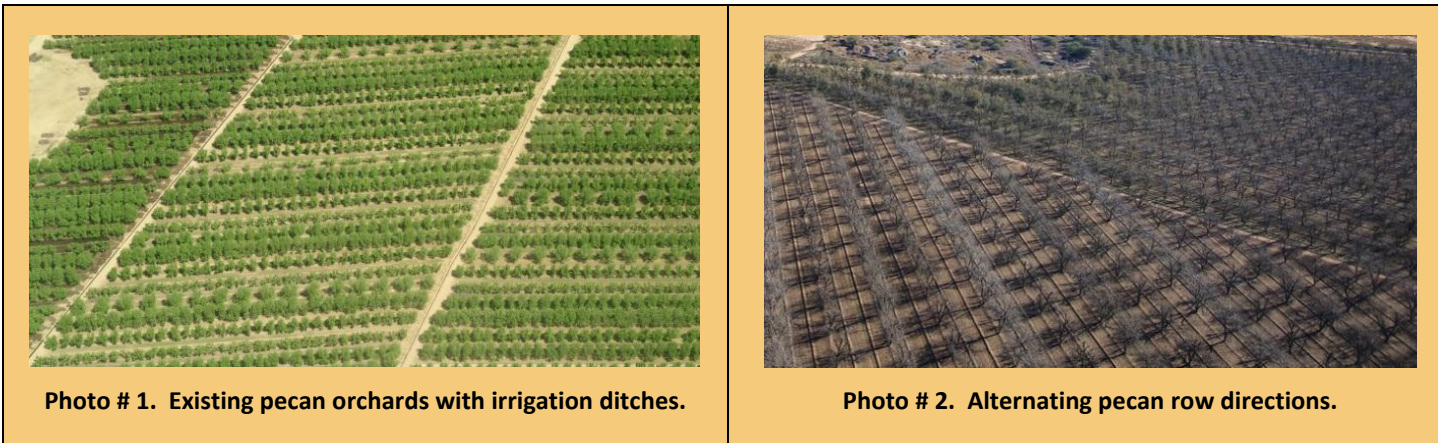 Photo # 1.  Existing pecan orchards with irrigation ditches.
Photo # 2.  Alternating pecan row directions.